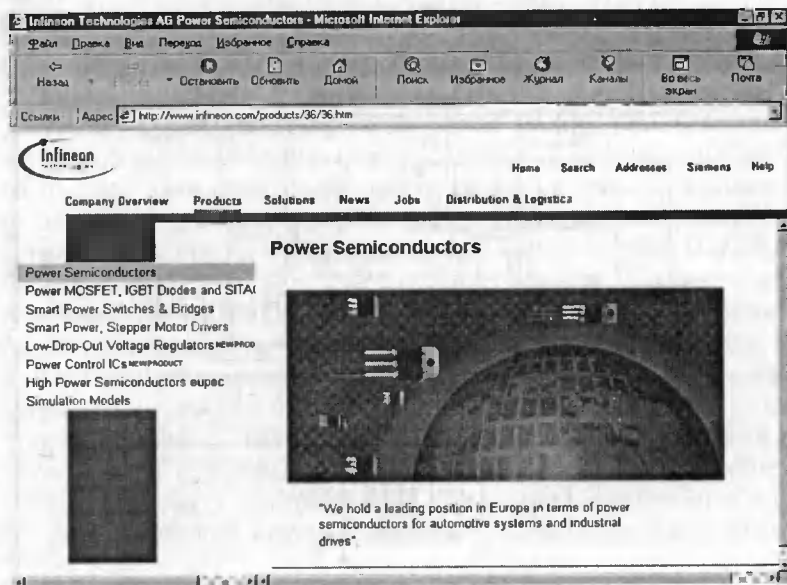 Infineon Technologies AG Power Semiconductors - Microsoft Internet Explorer
Файл Правка Вид Переход Избранное Справка
Назад Остановить Обновить Домой Поиск Избранное Журнал Каналы Во весь экран Почта
Ссылки Адрес http://www.infineon.com/products/36/36.htm
Infineon
Home Search Addresses Siemens Help
Company Overview Products Solutions News Jobs Distribution & Logistics
Power Semiconductors
Power Semiconductors
Power MOSFET, IGBT Diodes and SITAC
Smart Power Switches & Bridges
Smart Power, Stepper Motor Drivers
Low-Drop-Out Voltage Regulators NEW PROD
Power Control ICs NEW PRODUCT
High Power Semiconductors eupec
Simulation Models
"We hold a leading position in Europe in terms of power
semiconductors for automotive systems and industrial
drives".